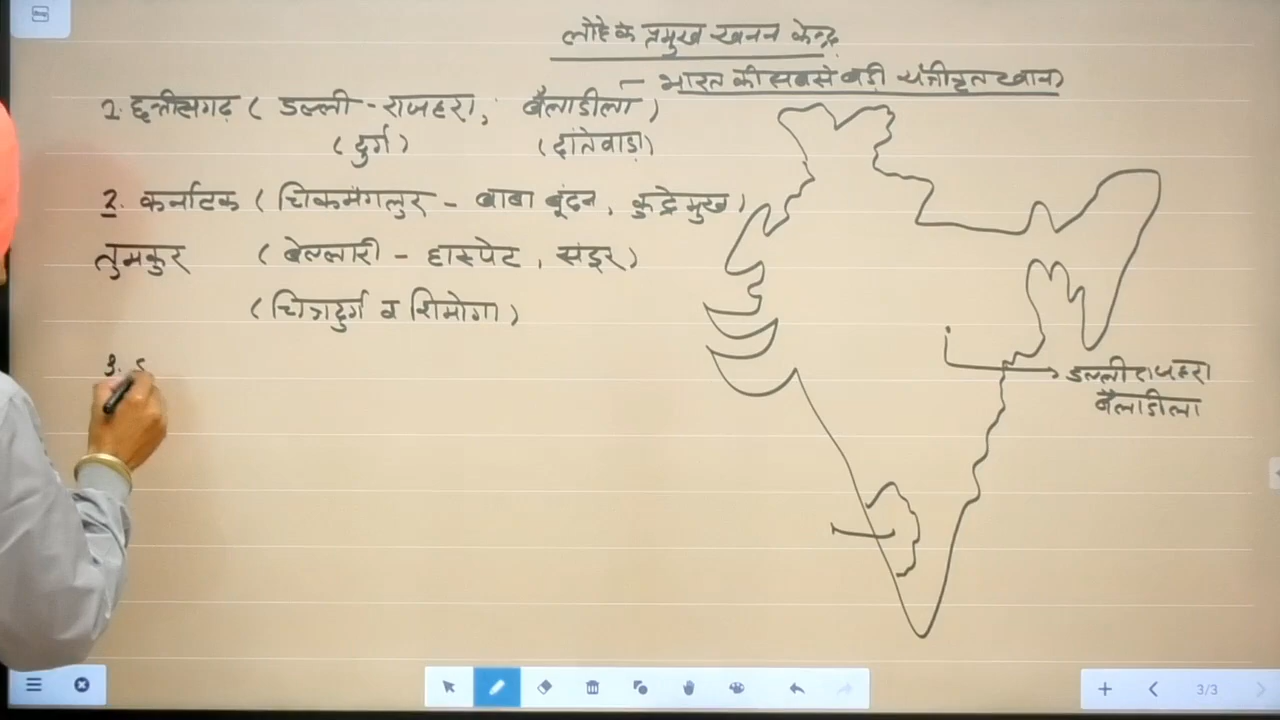 लोहे के प्रमुख खनन केन्द्र
भारत की सबसे बड़ी यंत्रीकृत खान
1. छत्तीसगढ़ ( डल्ली - राजहरा, बैलाडीला )
(दुर्ग) (दांतेवाड़ा)
2. कर्नाटक ( चिकमंगलुर - बाबा बूंदन, कुद्रेमुख )
तुमकुर ( बेल्लारी - हास्पेट, संडूर )
( चित्रदुर्ग व शिमोगा )
3.
डल्ली राजहरा
बैलाडीला
3/3